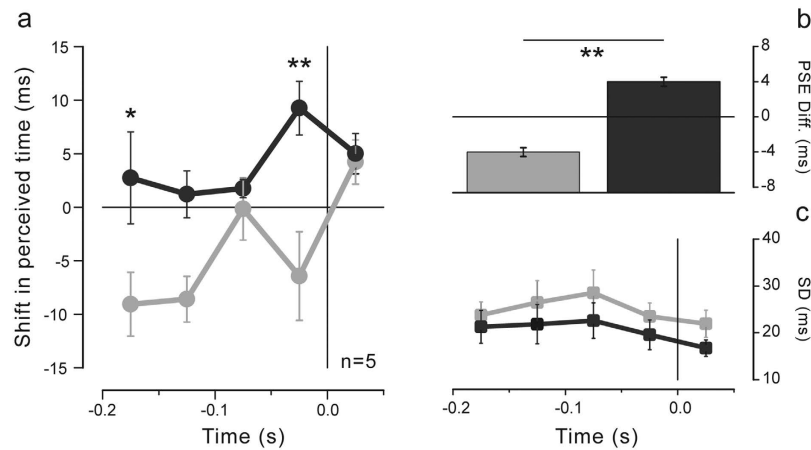 a
15
10
5
0
-5
-10
-15
Shift in perceived time (ms)
*
**
n=5
-0.2
-0.1
0.0
Time (s)
b
**
8
4
0
-4
-8
PSE Diff. (ms)
c
40
30
20
10
SD (ms)
-0.2
-0.1
0.0
Time (s)